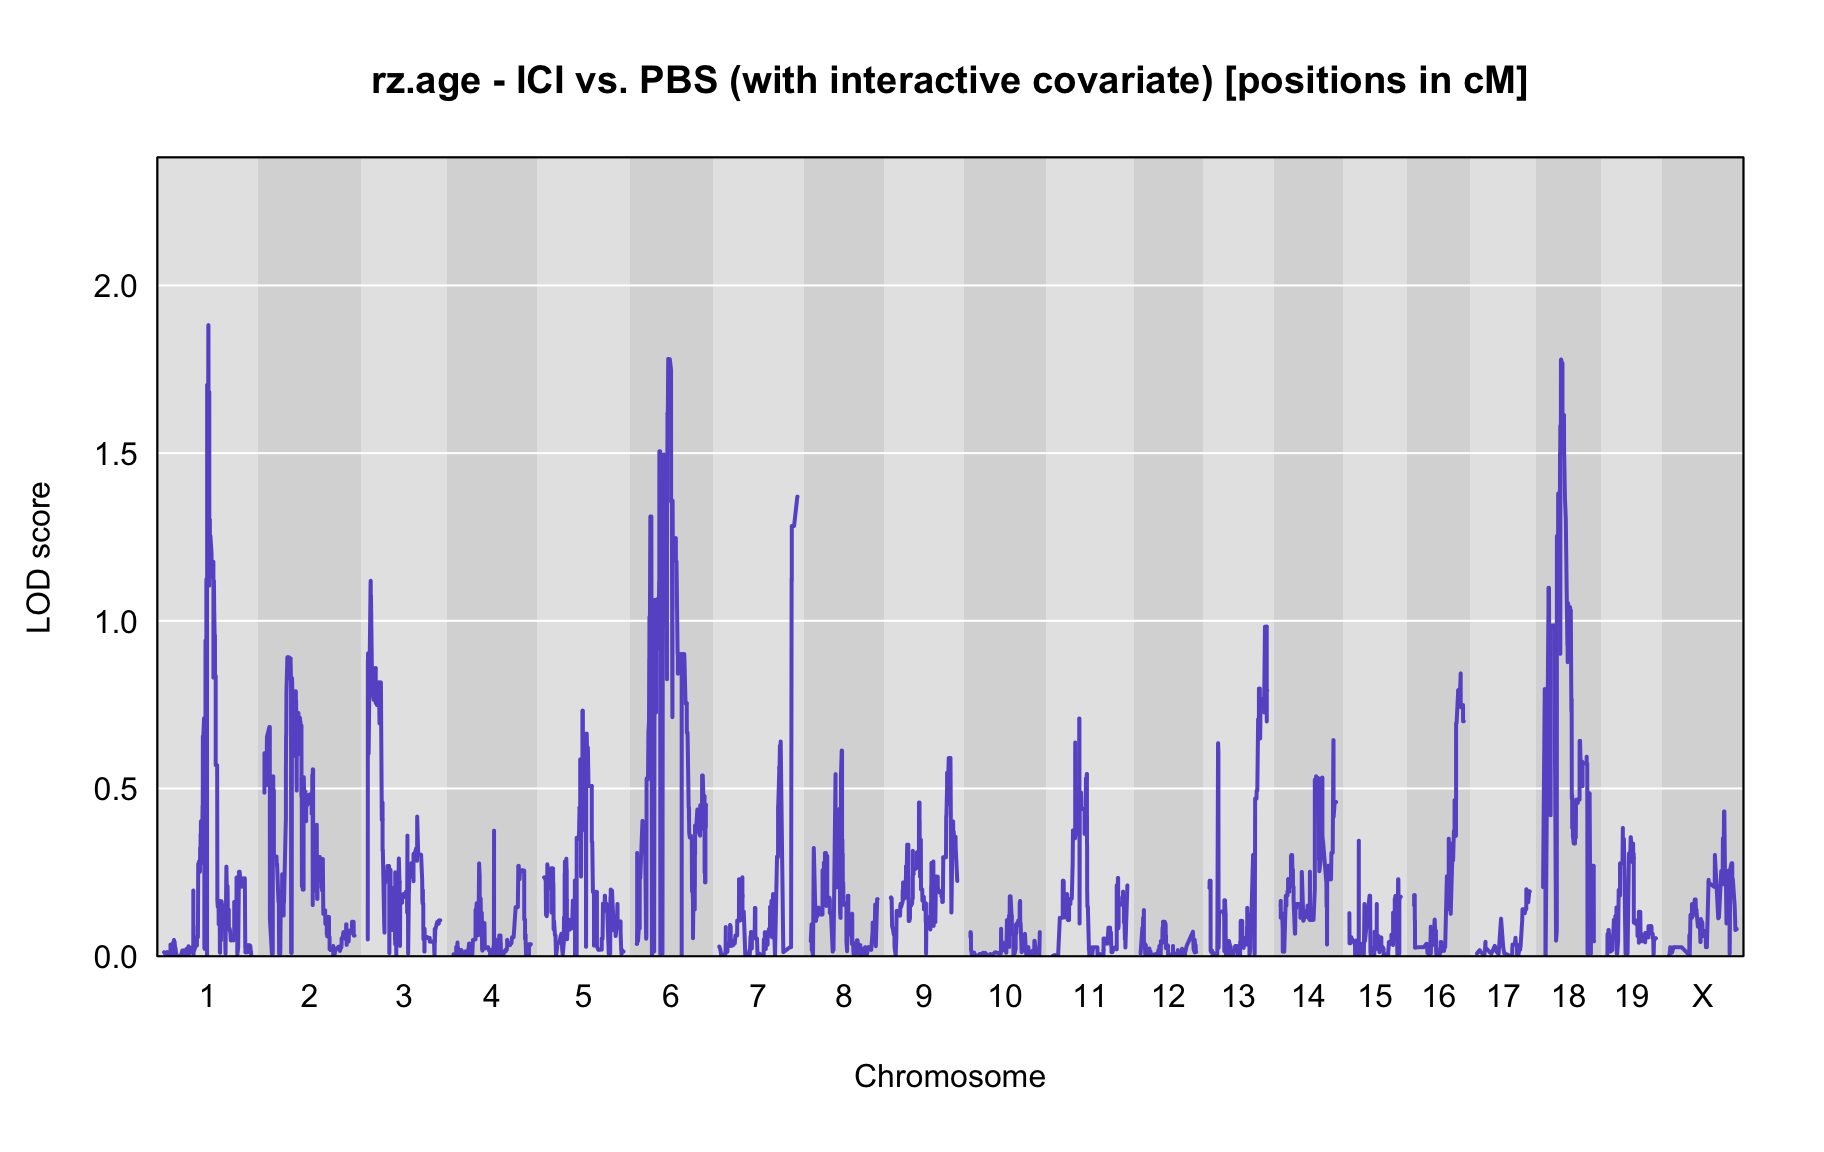 rz.age - ICI vs. PBS (with interactive covariate) [positions in cM]
2.0
1.5
1.0
0.5
0.0
LOD score
1 2 3 4 5 6 7 8 9 10 11 12 13 14 15 16 17 18 19 X
Chromosome